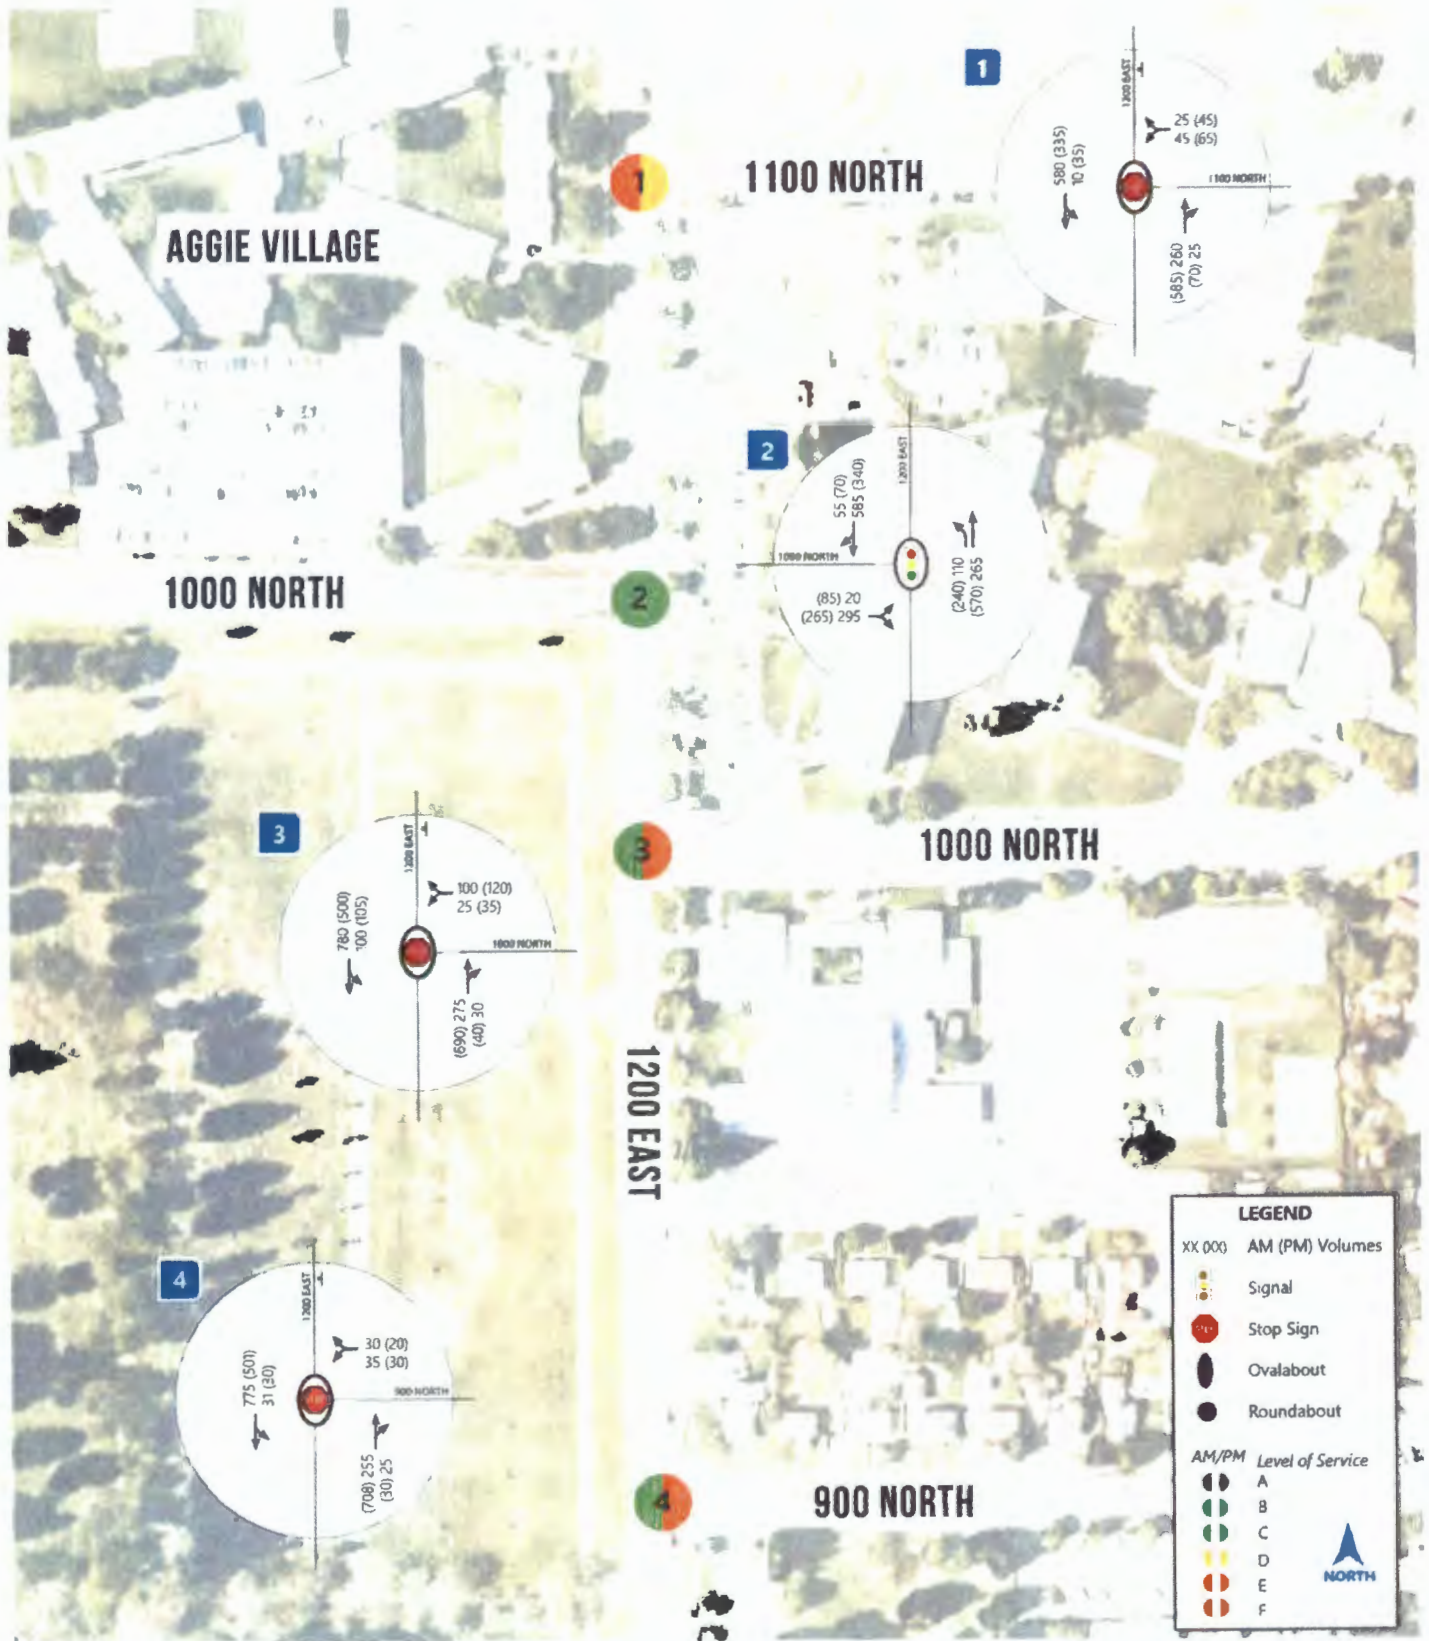 1
1200 EAST
25 (45)
45 (65)
580 (335)
10 (35)
1100 NORTH
(585) 260
(70) 25
1
1100 NORTH
AGGIE VILLAGE
2
1200 EAST
55 (70)
585 (340)
1000 NORTH
(240) 110
(570) 265
(85) 20
(265) 295
1000 NORTH
2
3
1200 EAST
100 (120)
25 (35)
780 (500)
100 (105)
1000 NORTH
(690) 275
(40) 30
3
1000 NORTH
1200 EAST
4
1200 EAST
30 (20)
35 (30)
775 (501)
31 (30)
900 NORTH
(708) 255
(30) 25
4
900 NORTH
LEGEND
XX (XX) AM (PM) Volumes
Signal
Stop Sign
Ovalabout
Roundabout
AM/PM Level of Service
A
B
C
D
E
F
NORTH